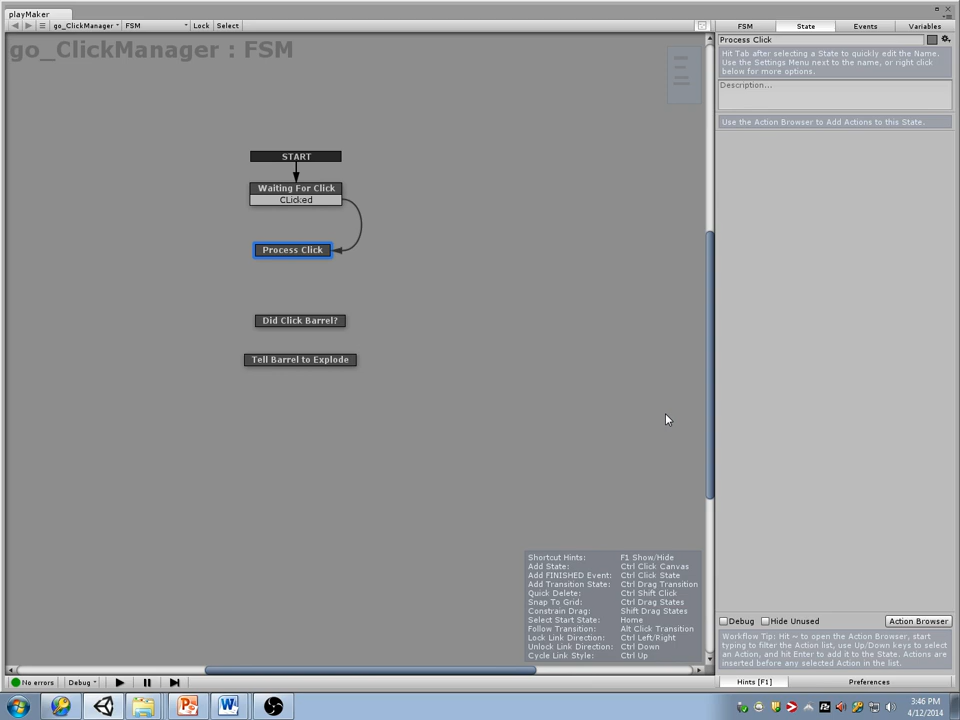 playMaker
go_ClickManager
FSM
Lock
Select
go_ClickManager : FSM
START
Waiting For Click
CLicked
Process Click
Did Click Barrel?
Tell Barrel to Explode
Shortcut Hints: F1 Show/Hide
Add State: Ctrl Click Canvas
Add FINISHED Event: Ctrl Click State
Add Transition State: Ctrl Drag Transition
Quick Delete: Ctrl Shift Click
Snap To Grid: Ctrl Drag States
Constrain Drag: Shift Drag States
Select Start State: Home
Follow Transition: Alt Click Transition
Lock Link Direction: Ctrl Left/Right
Unlock Link Direction: Ctrl Down
Cycle Link Style: Ctrl Up
FSM State Events Variables
Process Click
Hit Tab after selecting a State to quickly edit the Name.
Use the Settings Menu next to the name, or right click
below for more options.
Description...
Use the Action Browser to Add Actions to this State.
Debug Hide Unused Action Browser
Workflow Tip: Hit ~ to open the Action Browser, start
typing to filter the Action list, use Up/Down keys to select
an Action, and hit Enter to add it to the State. Actions are
inserted before any selected Action in the list.
No errors Debug
Hints [F1] Preferences
3:46 PM
4/12/2014